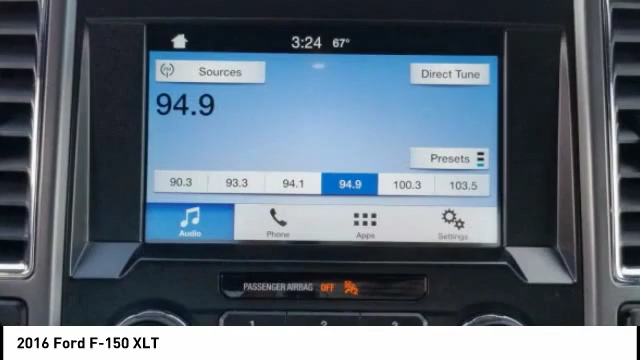 3:24 67°
FM Sources Direct Tune
94.9
Presets
90.3 93.3 94.1 94.9 100.3 103.5
Audio Phone Apps Settings
PASSENGER AIRBAG OFF
1 2 3
2016 Ford F-150 XLT